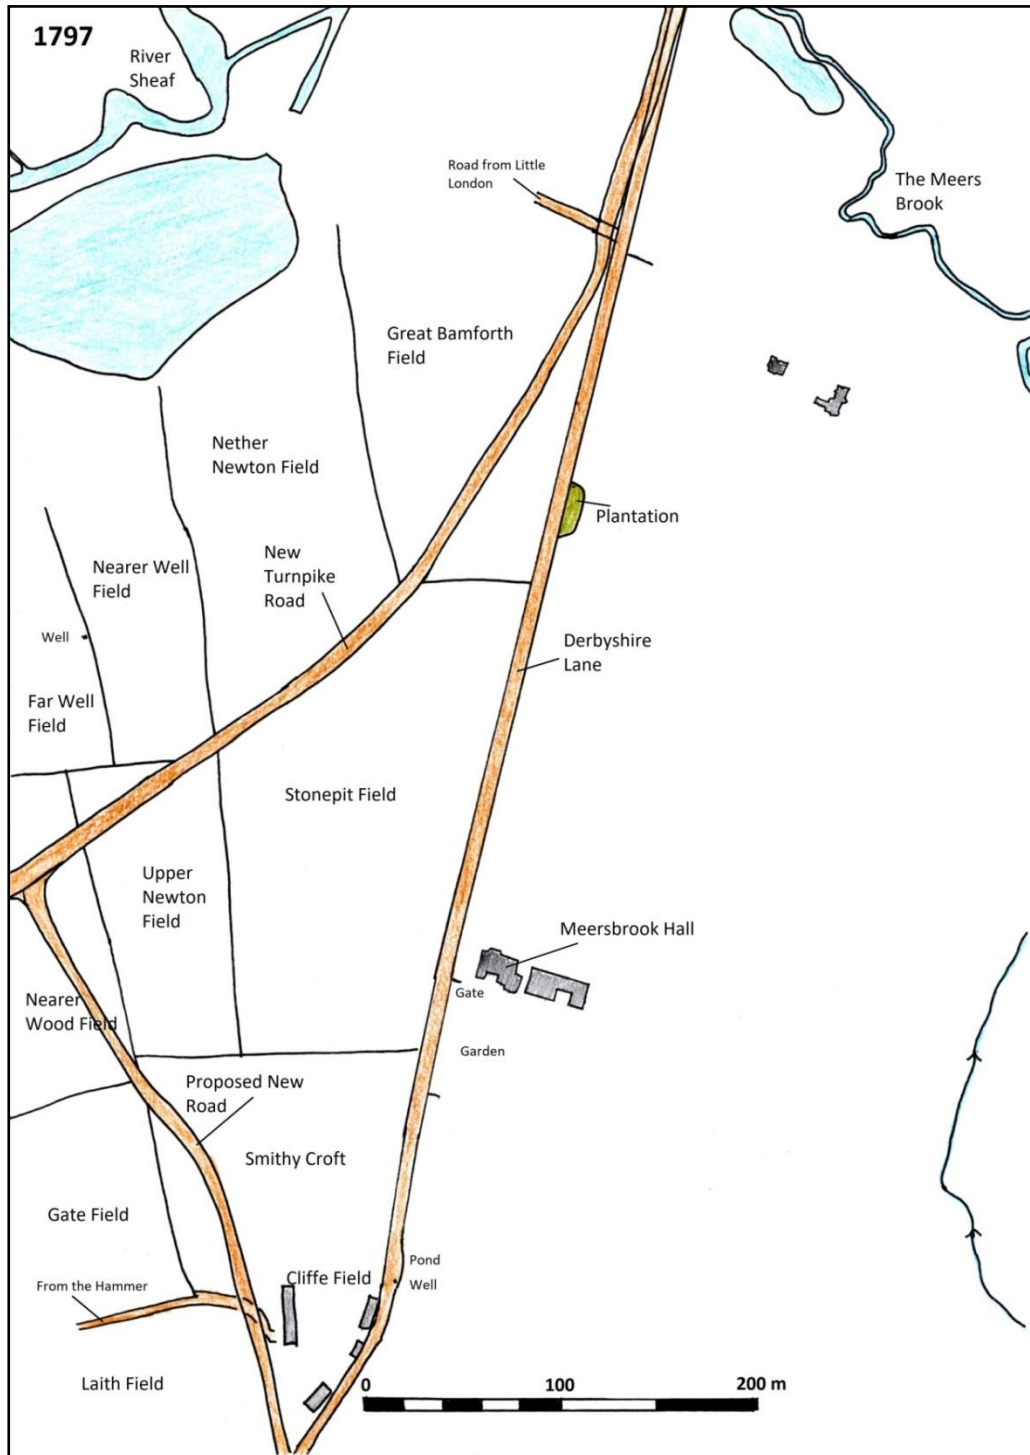 1797
River
Sheaf
Road from Little
London
The Meers
Brook
Great Bamforth
Field
Nether
Newton Field
Plantation
New
Turnpike
Road
Nearer Well
Field
Well
Derbyshire
Lane
Far Well
Field
Stonepit Field
Upper
Newton
Field
Meersbrook Hall
Gate
Nearer
Wood Field
Garden
Proposed New
Road
Smithy Croft
Gate Field
Pond
Cliffe Field
Well
From the Hammer
Laith Field
0 100 200 m